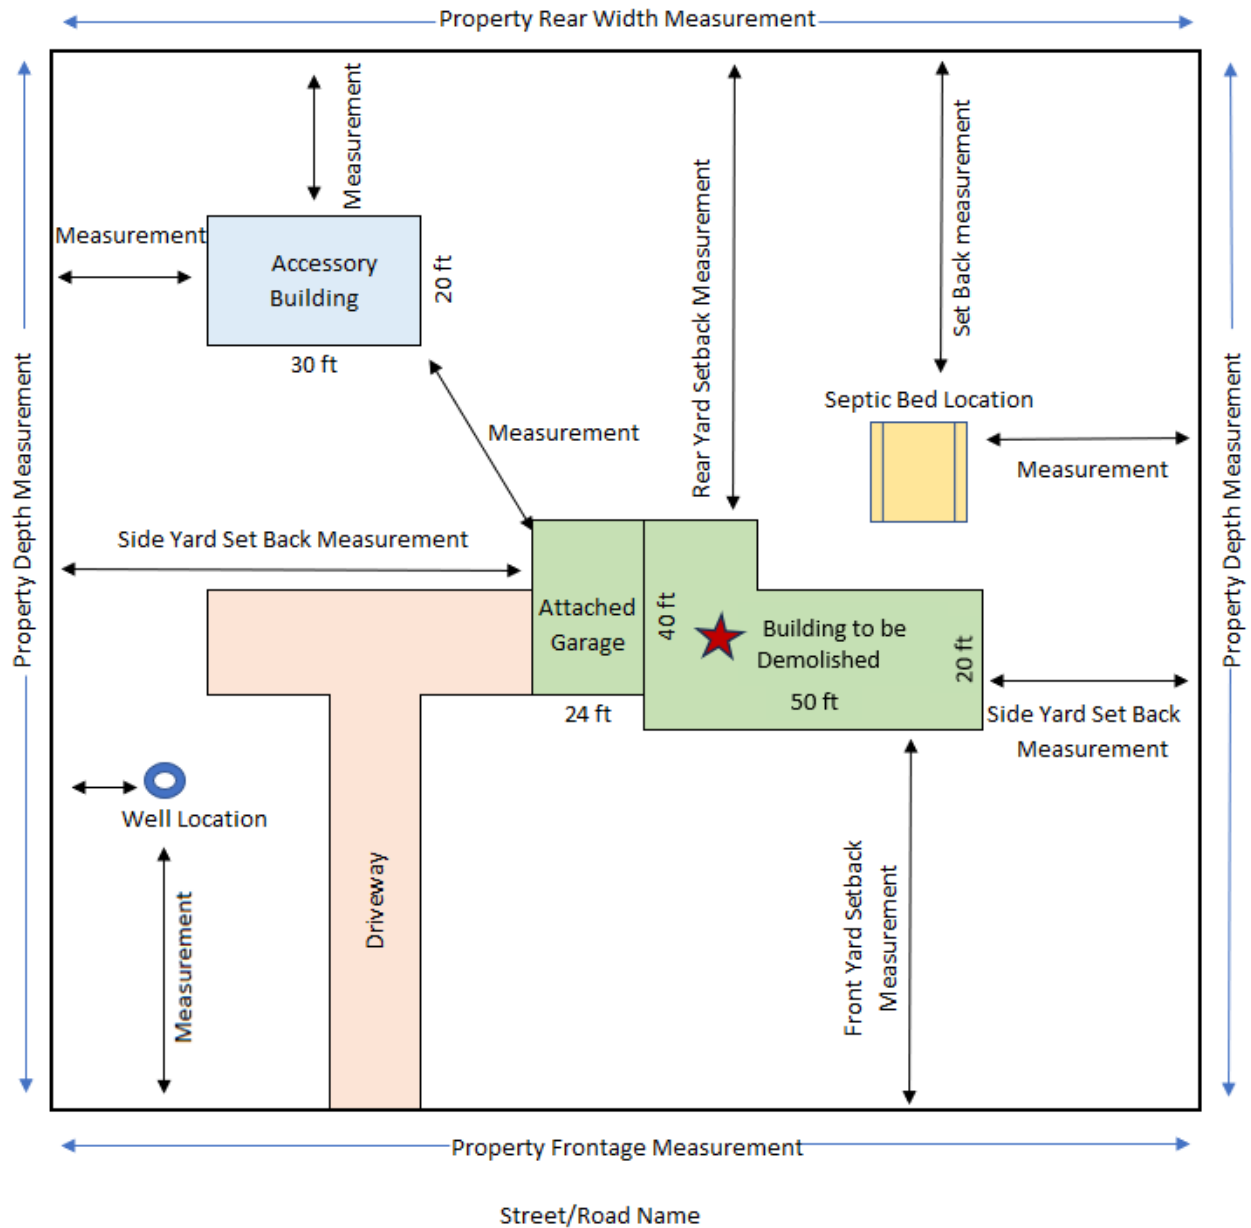 Property Rear Width Measurement
Measurement
Measurement
Accessory
Building
20 ft
30 ft
Measurement
Rear Yard Setback Measurement
Set Back measurement
Septic Bed Location
Measurement
Property Depth Measurement
Property Depth Measurement
Side Yard Set Back Measurement
Attached
Garage
24 ft
40 ft
Building to be
Demolished
50 ft
20 ft
Side Yard Set Back
Measurement
Well Location
Measurement
Driveway
Front Yard Setback
Measurement
Property Frontage Measurement
Street/Road Name